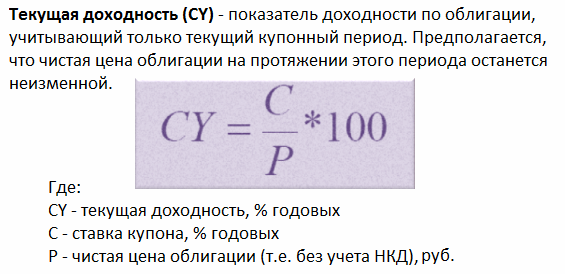 Текущая доходность (CY) - показатель доходности по облигации,
учитывающий только текущий купонный период. Предполагается,
что чистая цена облигации на протяжении этого периода останется
неизменной.
CY = C/P *100
Где:
CY - текущая доходность, % годовых
C - ставка купона, % годовых
P - чистая цена облигации (т.е. без учета НКД), руб.